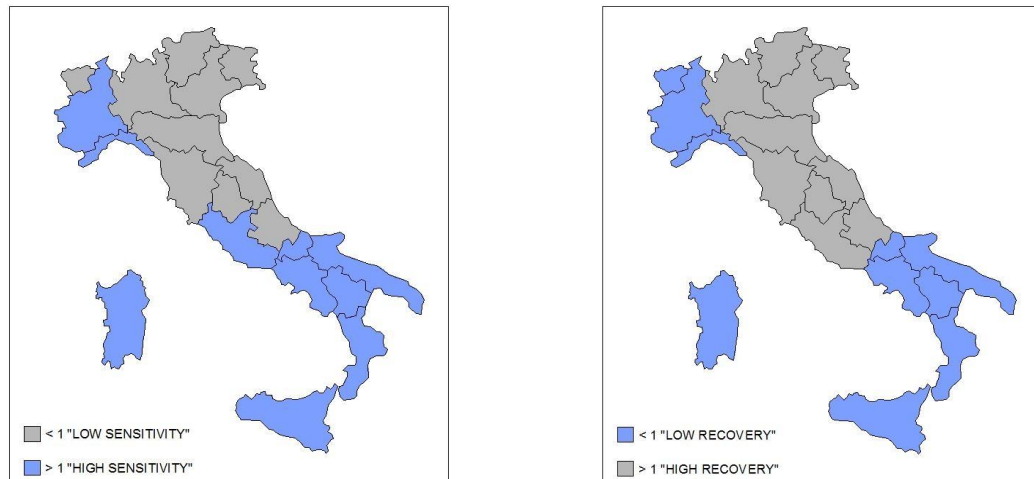 < 1 "LOW SENSITIVITY"
> 1 "HIGH SENSITIVITY"
< 1 "LOW RECOVERY"
> 1 "HIGH RECOVERY"